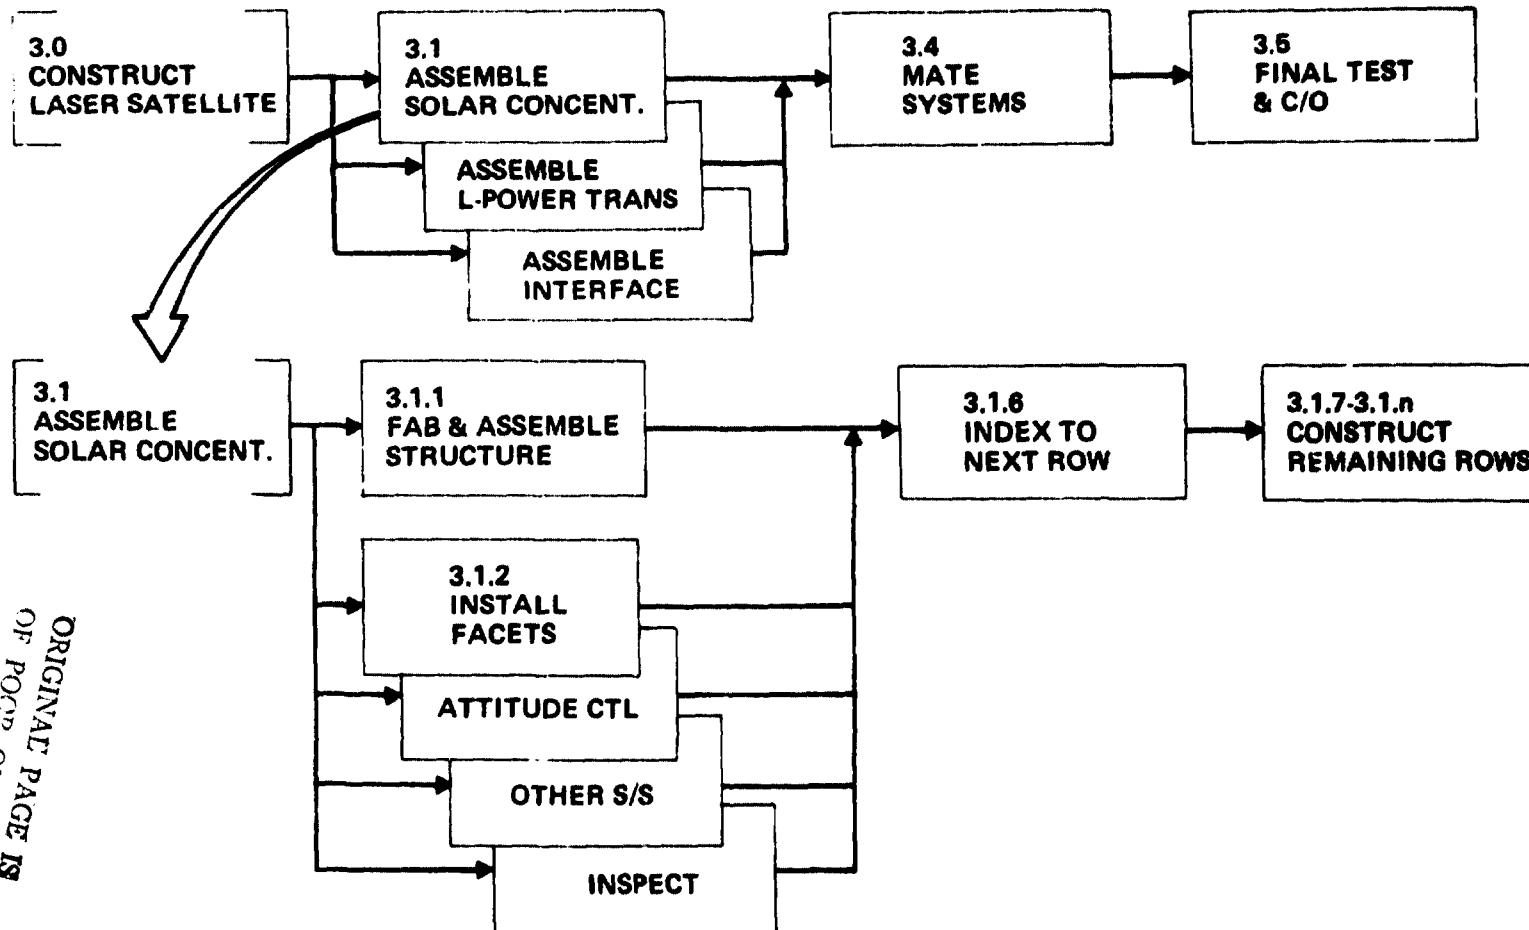 3.0
CONSTRUCT
LASER SATELLITE
3.1
ASSEMBLE
SOLAR CONCENT.
ASSEMBLE
L-POWER TRANS
ASSEMBLE
INTERFACE
3.4
MATE
SYSTEMS
3.5
FINAL TEST
& C/O
3.1
ASSEMBLE
SOLAR CONCENT.
3.1.1
FAB & ASSEMBLE
STRUCTURE
3.1.2
INSTALL
FACETS
ATTITUDE CTL
OTHER S/S
INSPECT
3.1.6
INDEX TO
NEXT ROW
3.1.7-3.1.n
CONSTRUCT
REMAINING ROWS
ORIGINAL PAGE IS
OF POOR